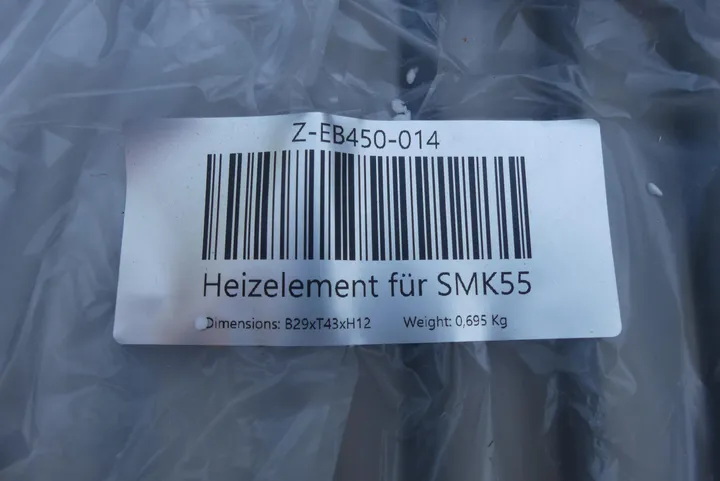 Z-EB450-014
Heizelement für SMK55
Dimensions: B29xT43xH12 Weight: 0,695 Kg